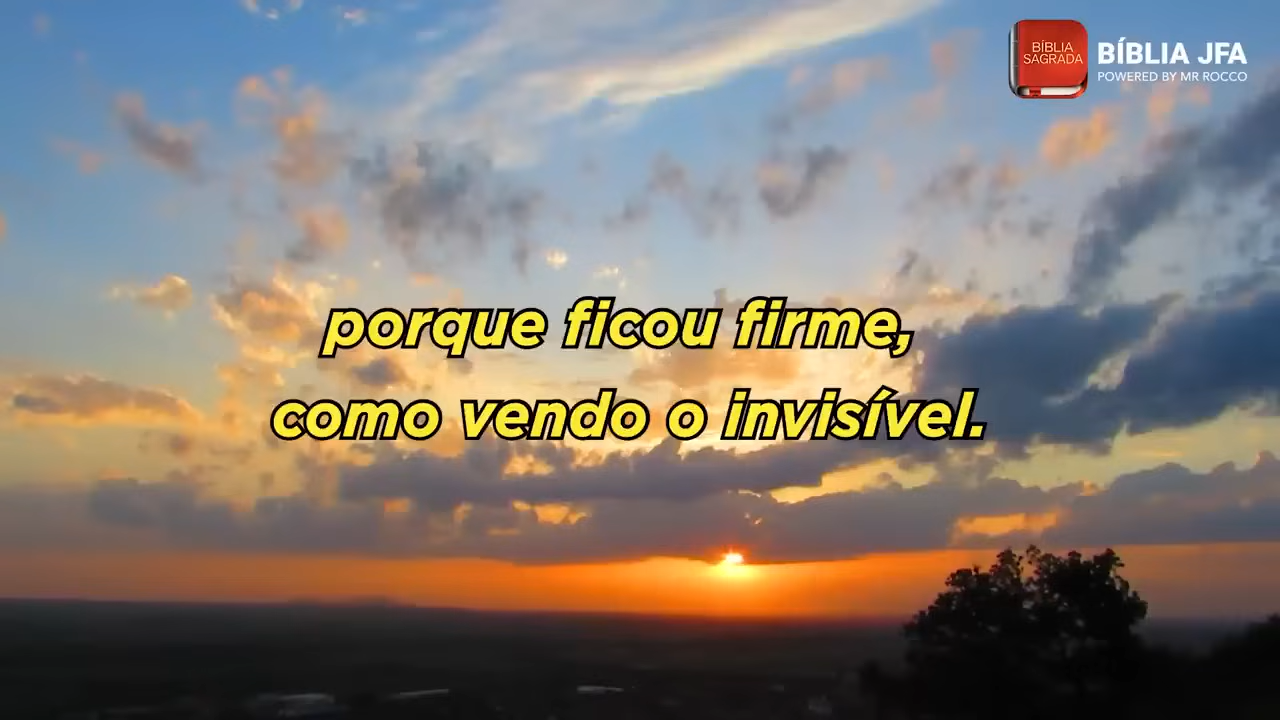 BÍBLIA
SAGRADA
BÍBLIA JFA
POWERED BY MR ROCCO
porque ficou firme,
como vendo o invisível.